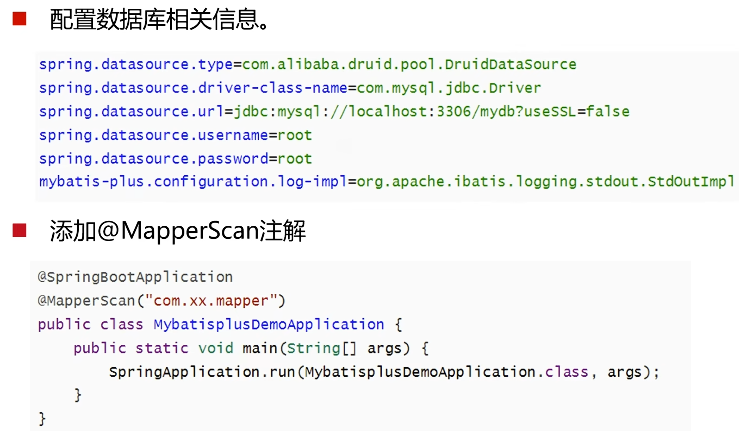 配置数据库相关信息。
spring.datasource.type=com.alibaba.druid.pool.DruidDataSource
spring.datasource.driver-class-name=com.mysql.jdbc.Driver
spring.datasource.url=jdbc:mysql://localhost:3306/mydb?useSSL=false
spring.datasource.username=root
spring.datasource.password=root
mybatis-plus.configuration.log-impl=org.apache.ibatis.logging.stdout.StdOutImpl
添加@MapperScan注解
@SpringBootApplication
@MapperScan("com.xx.mapper")
public class MybatisplusDemoApplication {
    public static void main(String[] args) {
        SpringApplication.run(MybatisplusDemoApplication.class, args);
    }
}